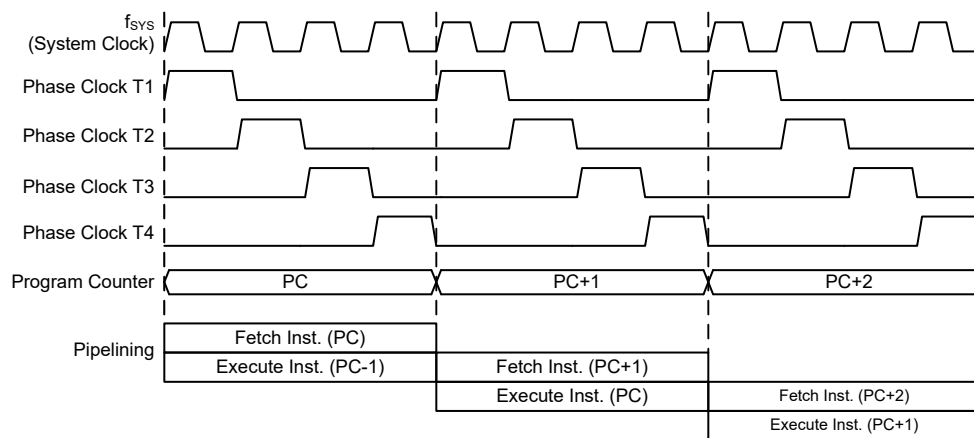 fSYS
(System Clock)
Phase Clock T1
Phase Clock T2
Phase Clock T3
Phase Clock T4
Program Counter PC PC+1 PC+2
Pipelining
Fetch Inst. (PC)
Execute Inst. (PC-1) Fetch Inst. (PC+1)
Execute Inst. (PC) Fetch Inst. (PC+2)
Execute Inst. (PC+1)